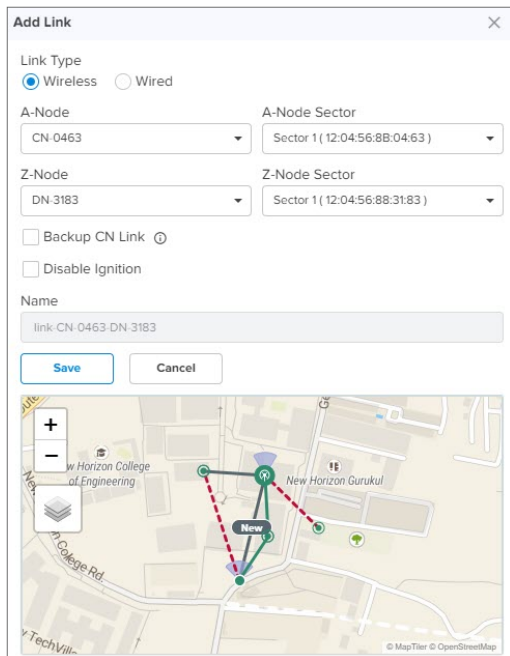 Add Link
Link Type
Wireless Wired
A-Node A-Node Sector
CN-0463 Sector 1 ( 12:04:56:8B:04:63 )
Z-Node Z-Node Sector
DN-3183 Sector 1 ( 12:04:56:88:31:83 )
Backup CN Link
Disable Ignition
Name
link-CN-0463-DN-3183
Save Cancel
+
−
w Horizon College
of Engineering
New Horizon Gurukul
New
College Rd.
y TechVill
© MapTiler © OpenStreetMap